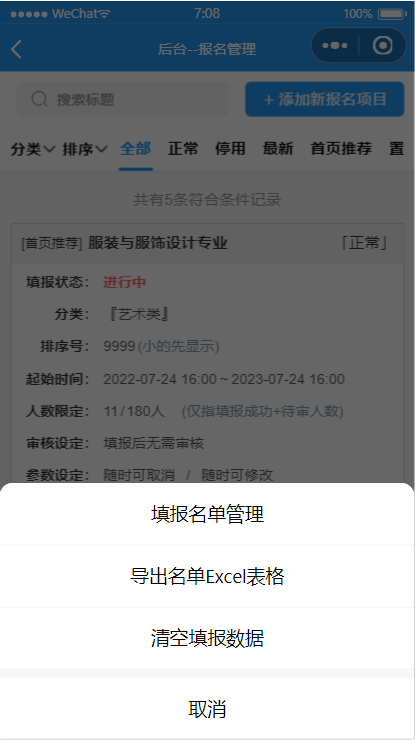 WeChat 7:08 100%
后台--报名管理
搜索标题 + 添加新报名项目
分类 排序 全部 正常 停用 最新 首页推荐 置
共有5条符合条件记录
[首页推荐] 服装与服饰设计专业 「正常」
填报状态： 进行中
分类： 『艺术类』
排序号： 9999(小的先显示)
起始时间： 2022-07-24 16:00～2023-07-24 16:00
人数限定： 11/180人 (仅指填报成功+待审人数)
审核设定： 填报后无需审核
参数设定： 随时可取消 / 随时可修改
填报名单管理
导出名单Excel表格
清空填报数据
取消